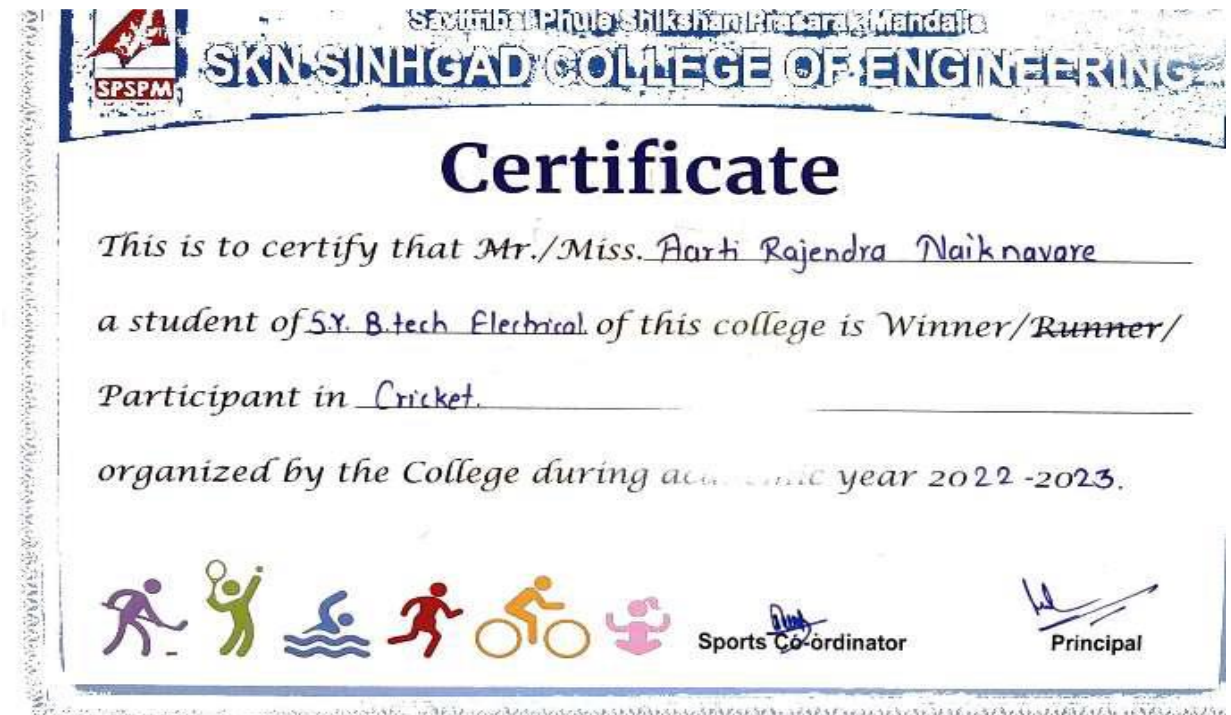 Savitribai Phule Shikshan Prasarak Mandal's
SPSPM
SKN SINHGAD COLLEGE OF ENGINEERING
Certificate
This is to certify that Mr./Miss. Aarti Rajendra Naiknavare
a student of S.Y. B.tech Electrical. of this college is Winner/Runner/
Participant in Cricket.
organized by the College during year 2022-2023.
Sports Co-ordinator
Principal